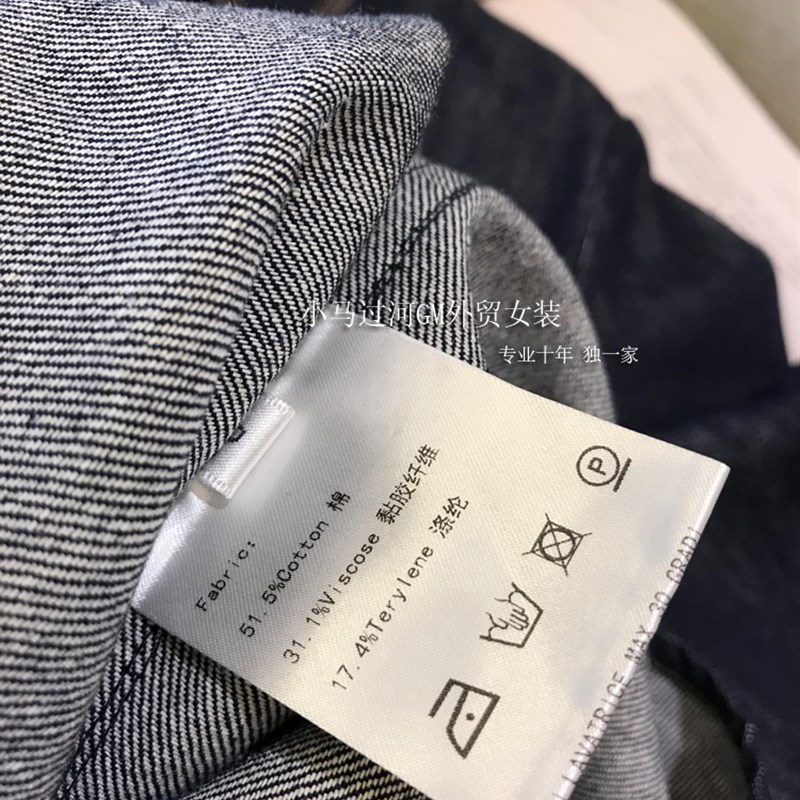 小马过河GM外贸女装
专业十年 独一家
Fabric:
51.5%Cotton 棉
31.1%Viscose 黏胶纤维
17.4%Terylene 涤纶
P
LAVATRICE MAX 30 GRADI